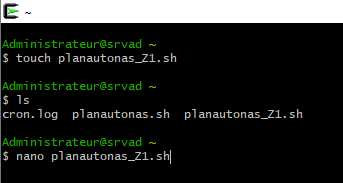 ~
Administrateur@srvad ~
$ touch planautonas_Z1.sh
Administrateur@srvad ~
$ ls
cron.log planautonas.sh planautonas_Z1.sh
Administrateur@srvad ~
$ nano planautonas_Z1.sh